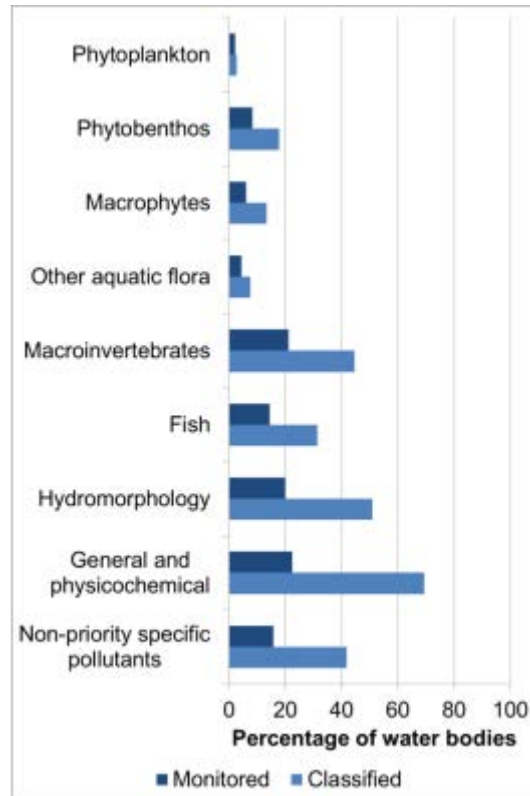 Phytoplankton
Phytobenthos
Macrophytes
Other aquatic flora
Macroinvertebrates
Fish
Hydromorphology
General and
physicochemical
Non-priority specific
pollutants
0 20 40 60 80 100
Percentage of water bodies
Monitored Classified